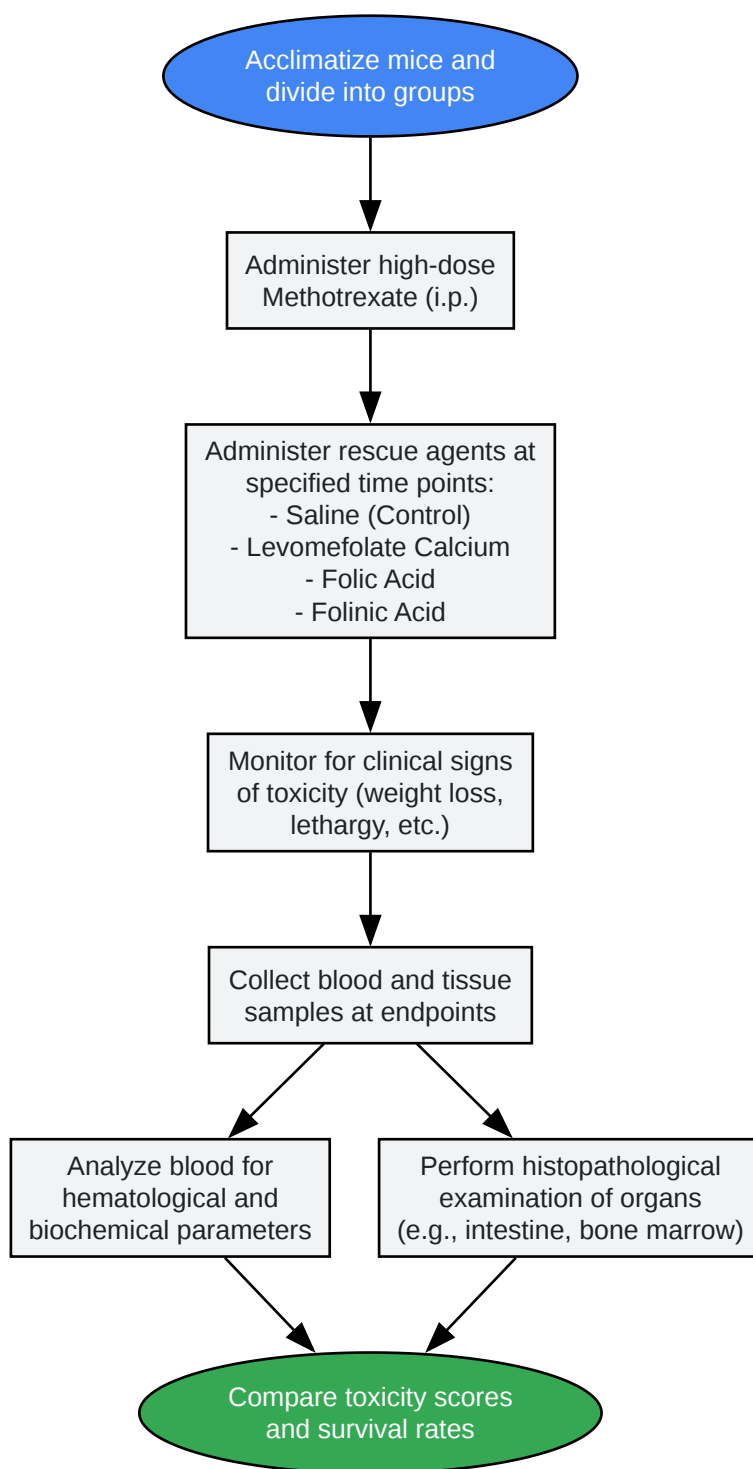 Acclimatize mice and
divide into groups
Administer high-dose
Methotrexate (i.p.)
Administer rescue agents at
specified time points:
- Saline (Control)
- Levomefolate Calcium
- Folic Acid
- Folinic Acid
Monitor for clinical signs
of toxicity (weight loss,
lethargy, etc.)
Collect blood and tissue
samples at endpoints
Analyze blood for
hematological and
biochemical parameters
Perform histopathological
examination of organs
(e.g., intestine, bone marrow)
Compare toxicity scores
and survival rates